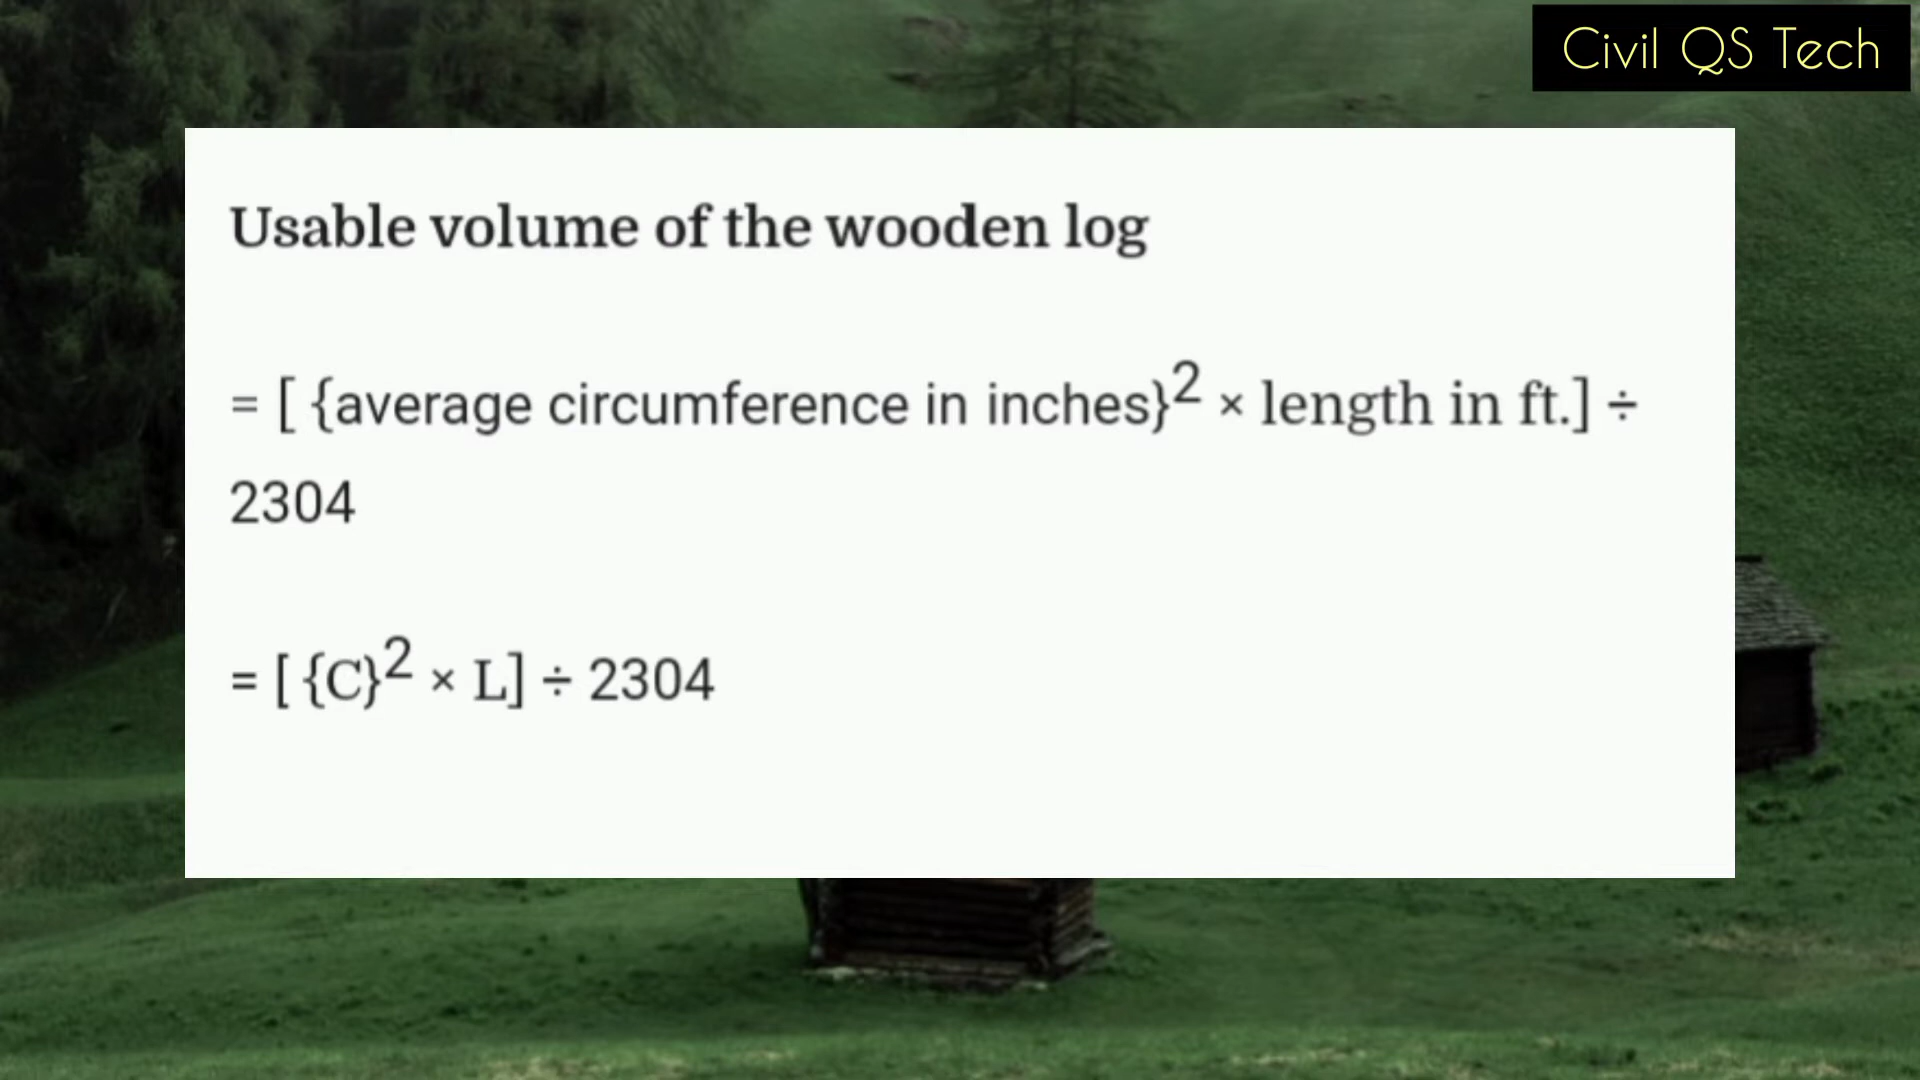 Civil QS Tech
Usable volume of the wooden log
= [ {average circumference in inches}² × length in ft.] ÷
2304
= [ {C}² × L] ÷ 2304